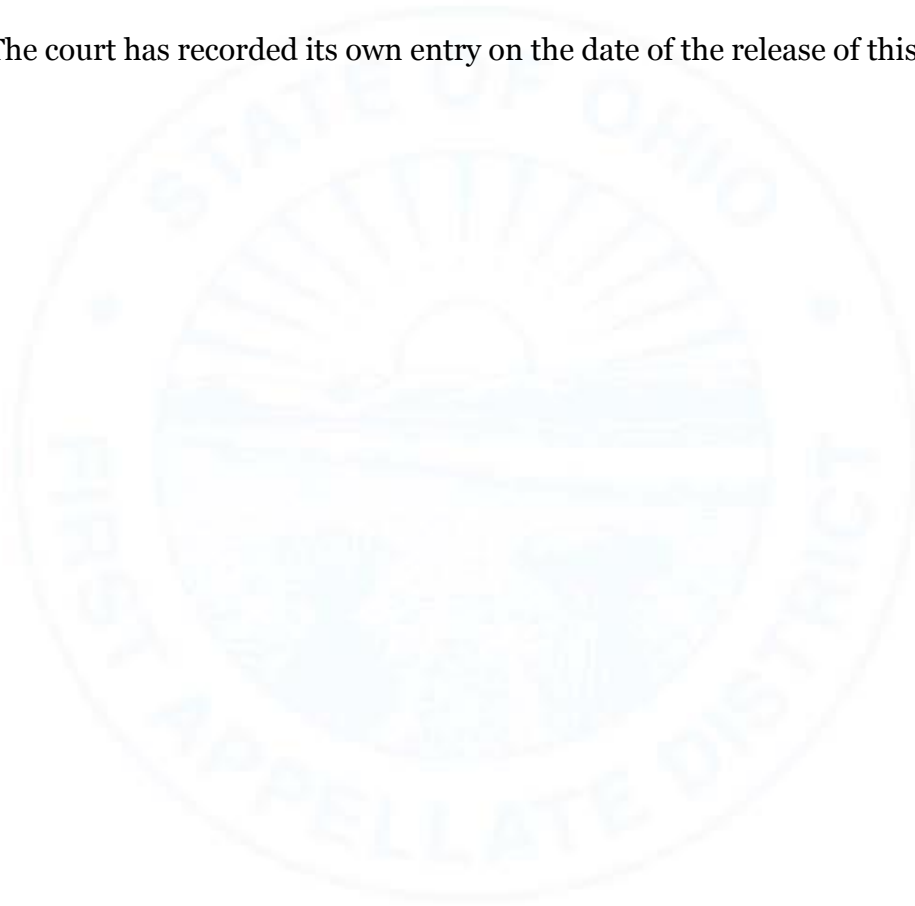 The court has recorded its own entry on the date of the release of this
STATE OF OHIO
FIRST APPELLATE DISTRICT